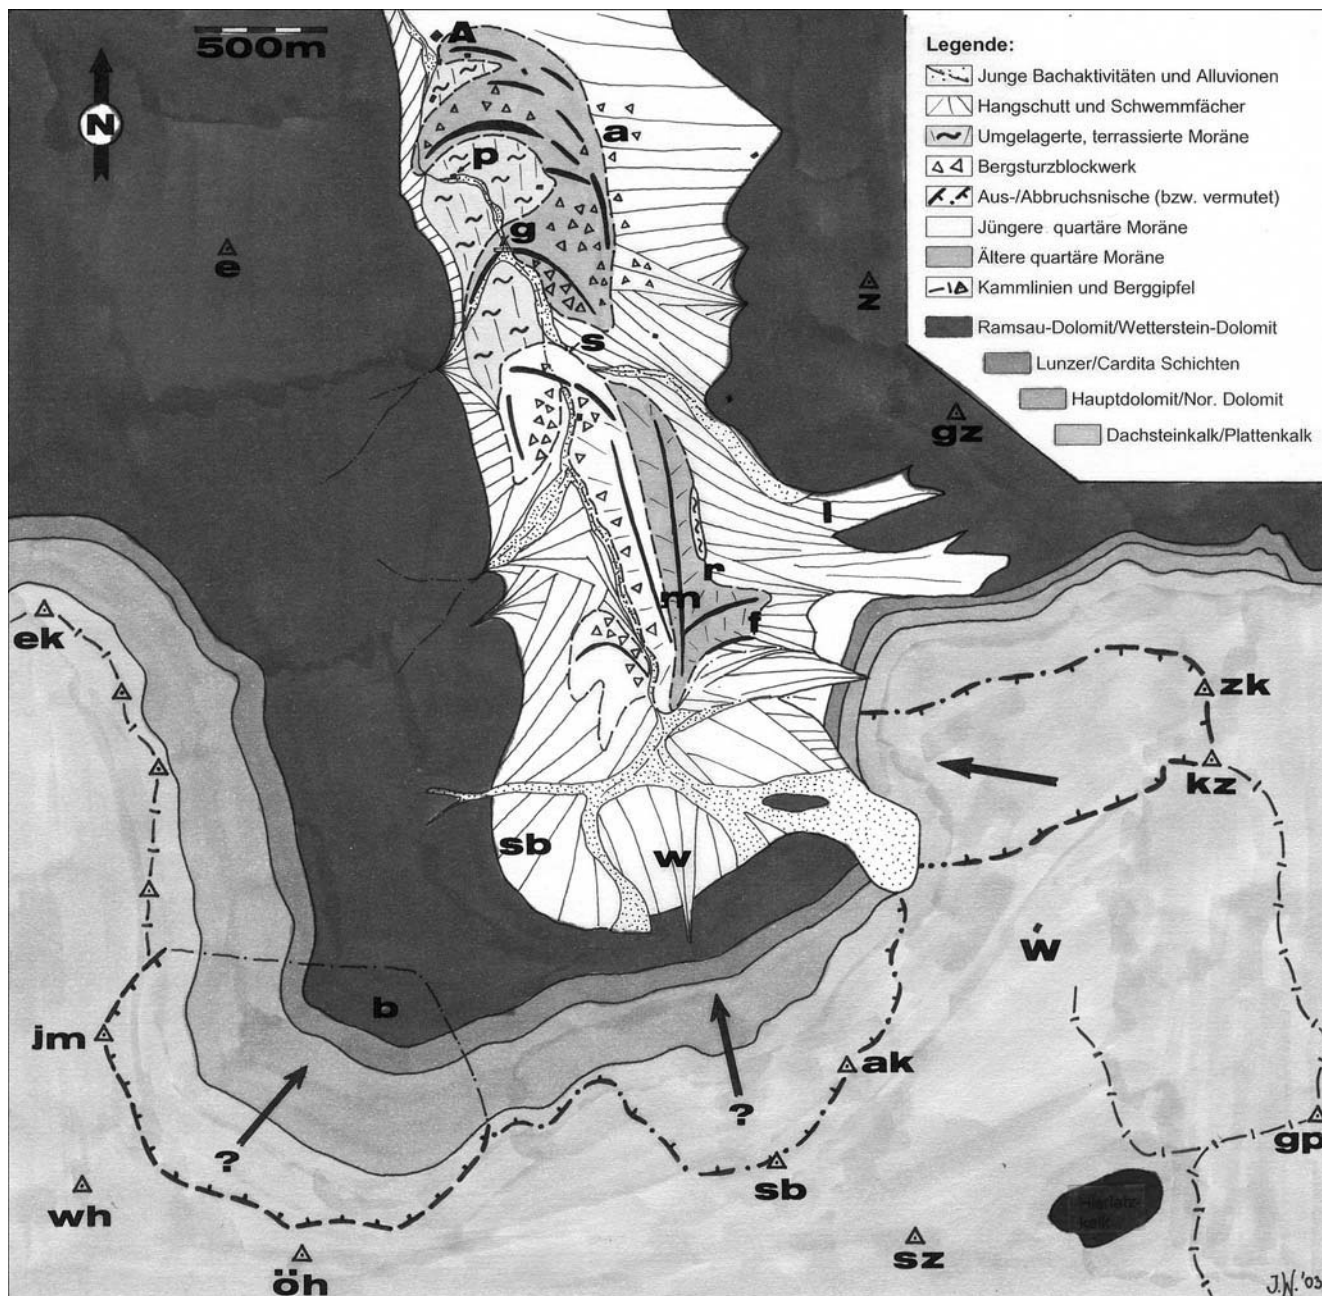 500m
N
A
a
p
g
e
z
s
gz
l
r
m
f
ek
zk
kz
sb
w
w
b
jm
ak
?
?
gp
wh
sb
öh
sz
Hierlatz-
kalk
J.W.'03
Legende:
Junge Bachaktivitäten und Alluvionen
Hangschutt und Schwemmfächer
Umgelagerte, terrassierte Moräne
Bergsturzblockwerk
Aus-/Abbruchsnische (bzw. vermutet)
Jüngere quartäre Moräne
Ältere quartäre Moräne
Kammlinien und Berggipfel
Ramsau-Dolomit/Wetterstein-Dolomit
Lunzer/Cardita Schichten
Hauptdolomit/Nor. Dolomit
Dachsteinkalk/Plattenkalk